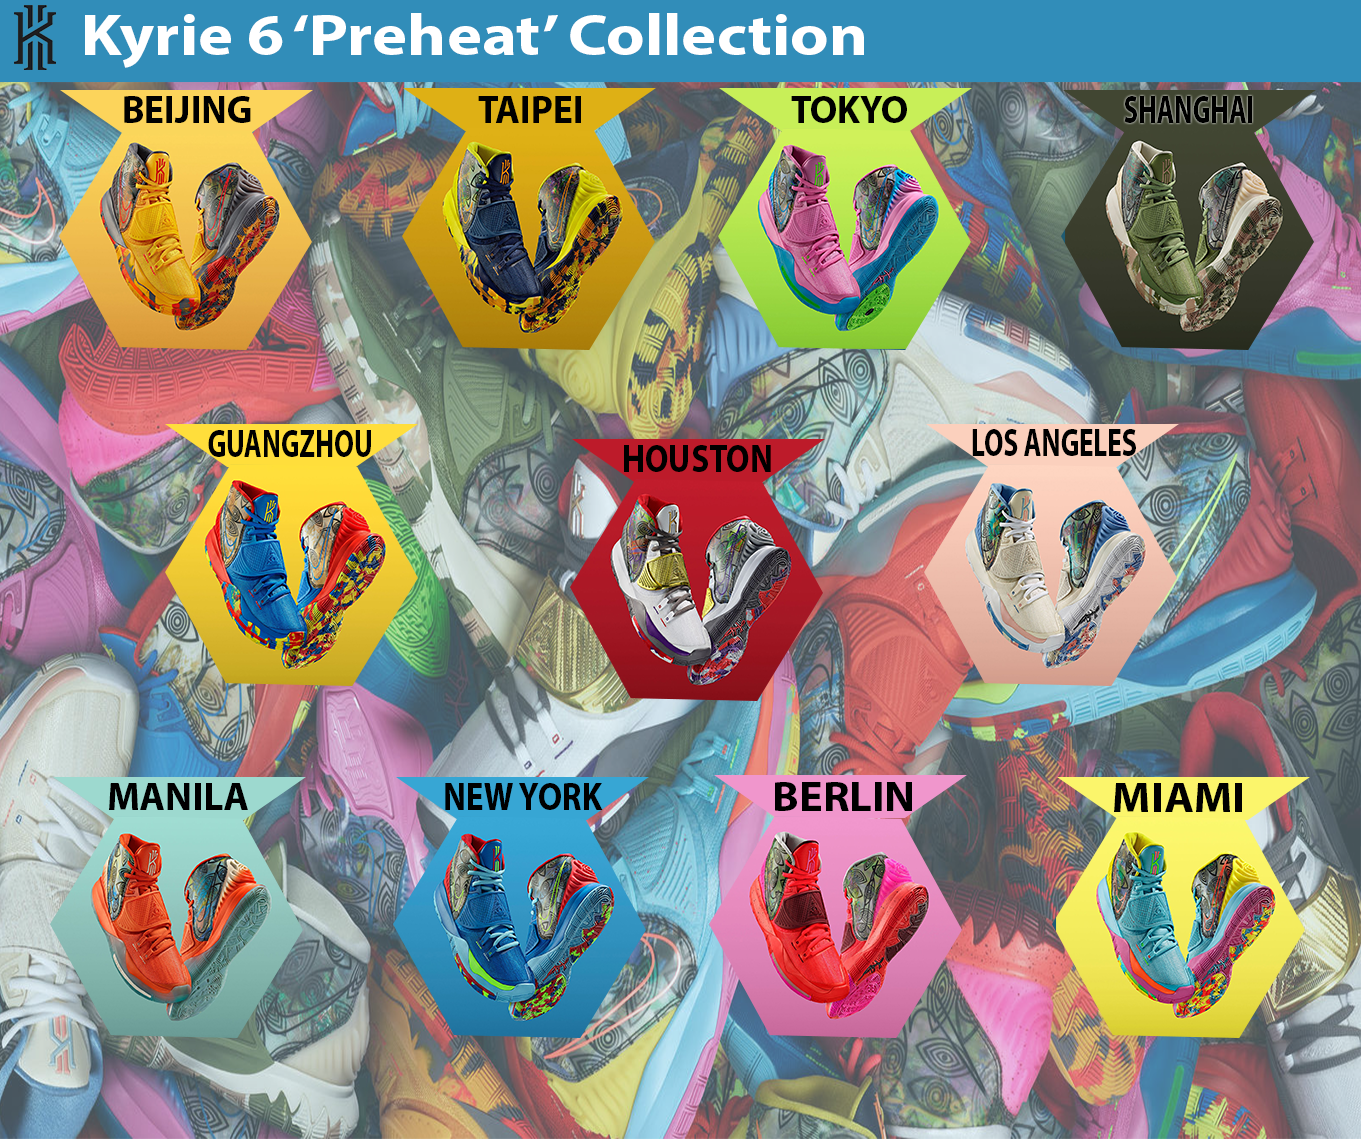 Kyrie 6 ‘Preheat’ Collection
BEIJING
TAIPEI
TOKYO
SHANGHAI
GUANGZHOU
HOUSTON
LOS ANGELES
MANILA
NEW YORK
BERLIN
MIAMI